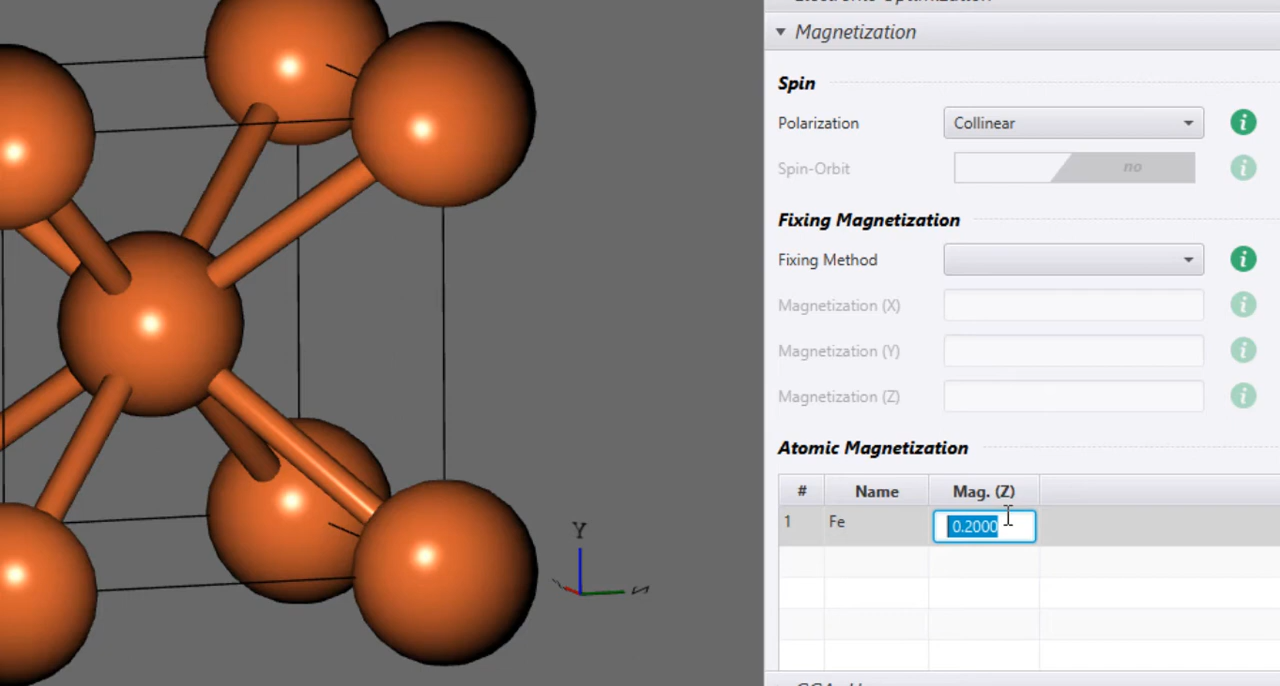 Magnetization
Spin
Polarization Collinear
Spin-Orbit no
Fixing Magnetization
Fixing Method
Magnetization (X)
Magnetization (Y)
Magnetization (Z)
Atomic Magnetization
# Name Mag. (Z)
1 Fe 0.2000
Y